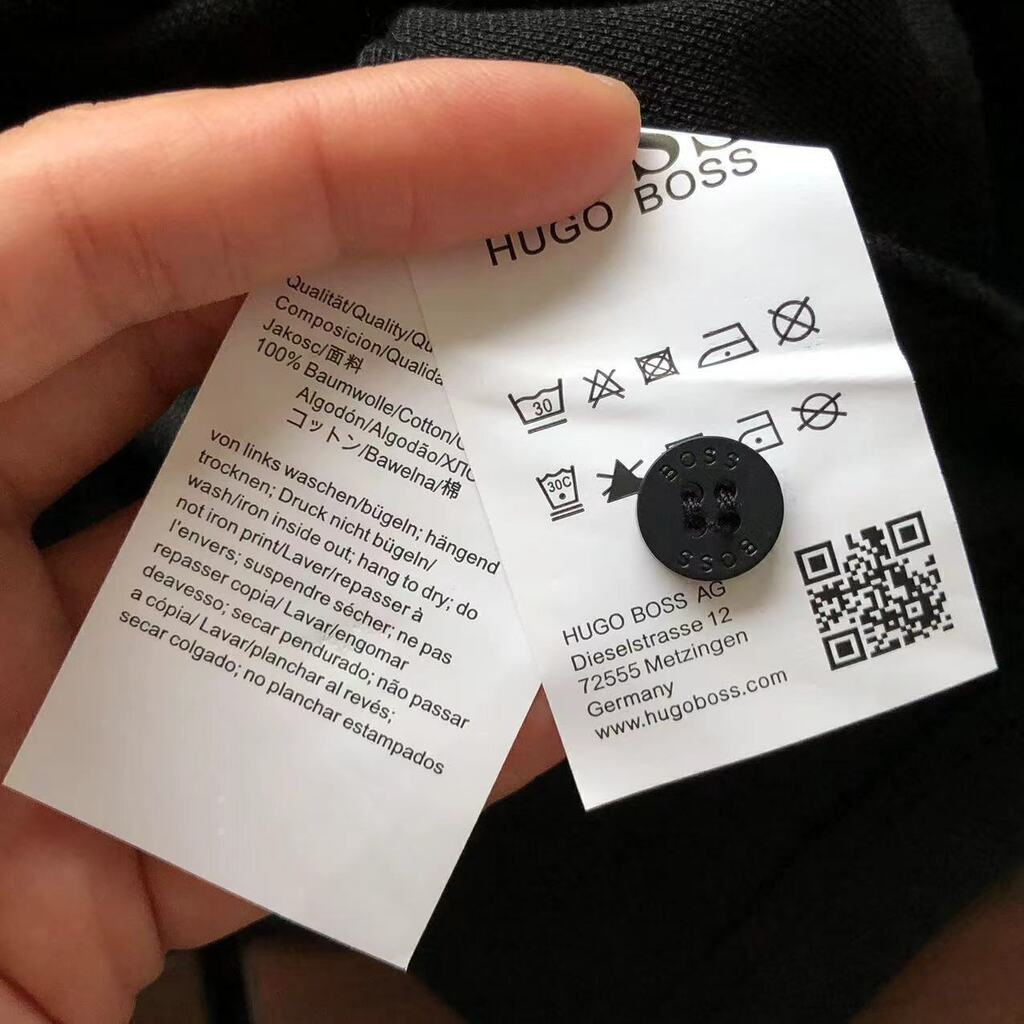 Qualität/Quality/Qu
Composicion/Qualida
Jakosc/面料
100% Baumwolle/Cotton/
Algodón/Algodão/ХЛО
コットン/Bawelna/棉
von links waschen/bügeln; hängend
trocknen; Druck nicht bügeln/
wash/iron inside out; hang to dry; do
not iron print/Laver/repasser à
l'envers; suspendre sécher; ne pas
repasser copia/ Lavar/engomar
deavesso; secar pendurado; não passar
a cópia/ Lavar/planchar al revés;
secar colgado; no planchar estampados
HUGO BOSS
30
30C
BOSS
BOSS
HUGO BOSS AG
Dieselstrasse 12
72555 Metzingen
Germany
www.hugoboss.com